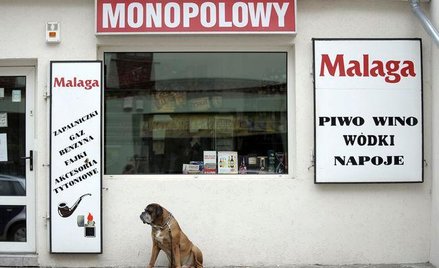 MONOPOLOWY
Malaga
ZAPALNICZKI
GAZ
BENZYNA
FAJKI
AKCESORIA
TYTONIOWE
Malaga
PIWO WINO
WÓDKI
NAPOJE